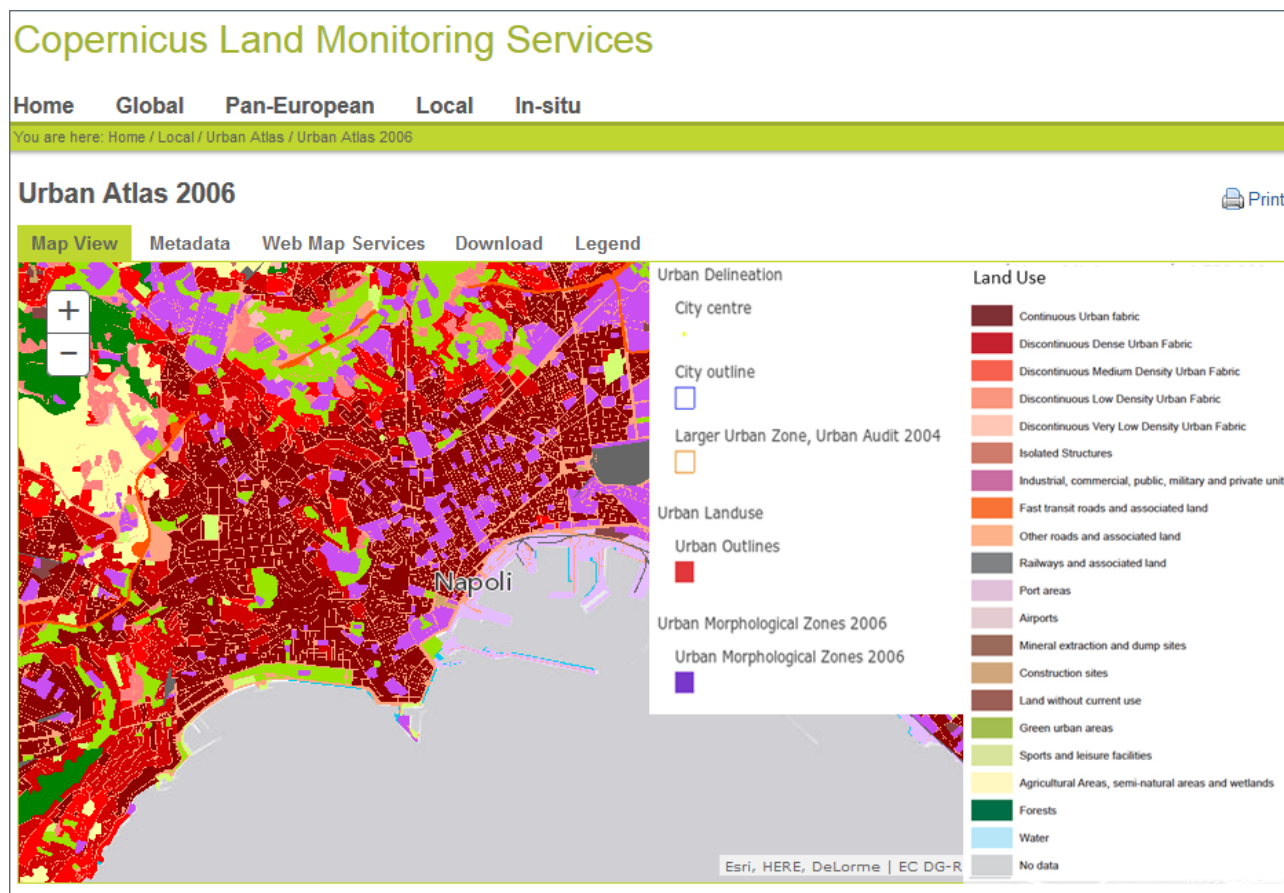 Copernicus Land Monitoring Services
Home Global Pan-European Local In-situ
You are here: Home / Local / Urban Atlas / Urban Atlas 2006
Urban Atlas 2006
Print
Map View Metadata Web Map Services Download Legend
+
−
Napoli
Esri, HERE, DeLorme | EC DG-R
Urban Delineation
City centre
City outline
Larger Urban Zone, Urban Audit 2004
Urban Landuse
Urban Outlines
Urban Morphological Zones 2006
Urban Morphological Zones 2006
Land Use
Continuous Urban fabric
Discontinuous Dense Urban Fabric
Discontinuous Medium Density Urban Fabric
Discontinuous Low Density Urban Fabric
Discontinuous Very Low Density Urban Fabric
Isolated Structures
Industrial, commercial, public, military and private unit
Fast transit roads and associated land
Other roads and associated land
Railways and associated land
Port areas
Airports
Mineral extraction and dump sites
Construction sites
Land without current use
Green urban areas
Sports and leisure facilities
Agricultural Areas, semi-natural areas and wetlands
Forests
Water
No data